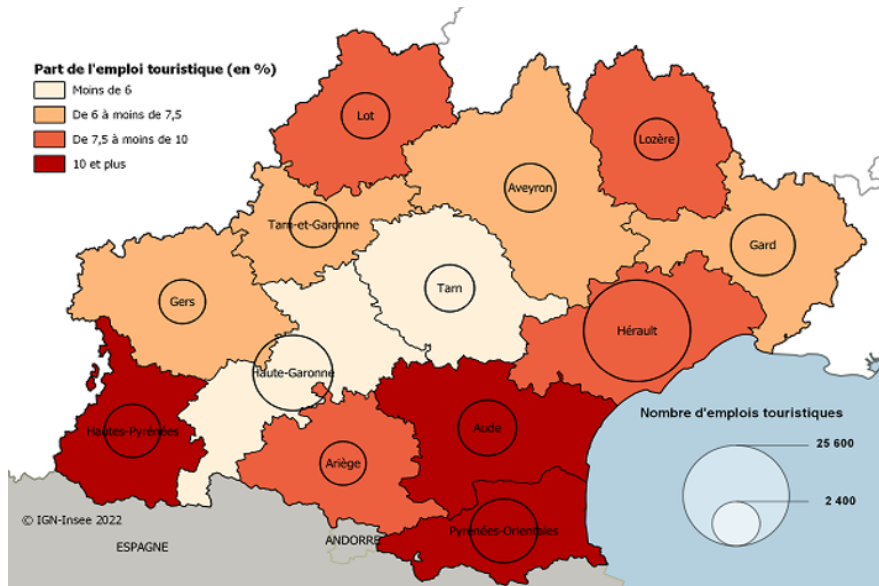 Part de l'emploi touristique (en %)
Moins de 6
De 6 à moins de 7,5
De 7,5 à moins de 10
10 et plus
Lot
Lozère
Aveyron
Tarn-et-Garonne
Gard
Gers
Tarn
Hérault
Haute-Garonne
Hautes-Pyrénées
Aude
Ariège
Pyrénées-Orientales
Nombre d'emplois touristiques
25 600
2 400
© IGN-Insee 2022
ESPAGNE
ANDORRE